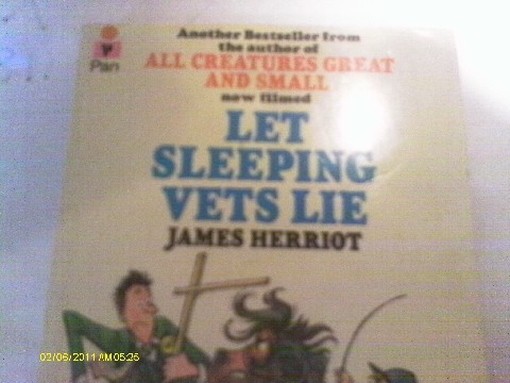 Another Bestseller from
the author of
ALL CREATURES GREAT
AND SMALL
now filmed
Pan
LET
SLEEPING
VETS LIE
JAMES HERRIOT
02/06/2011 AM 05:25